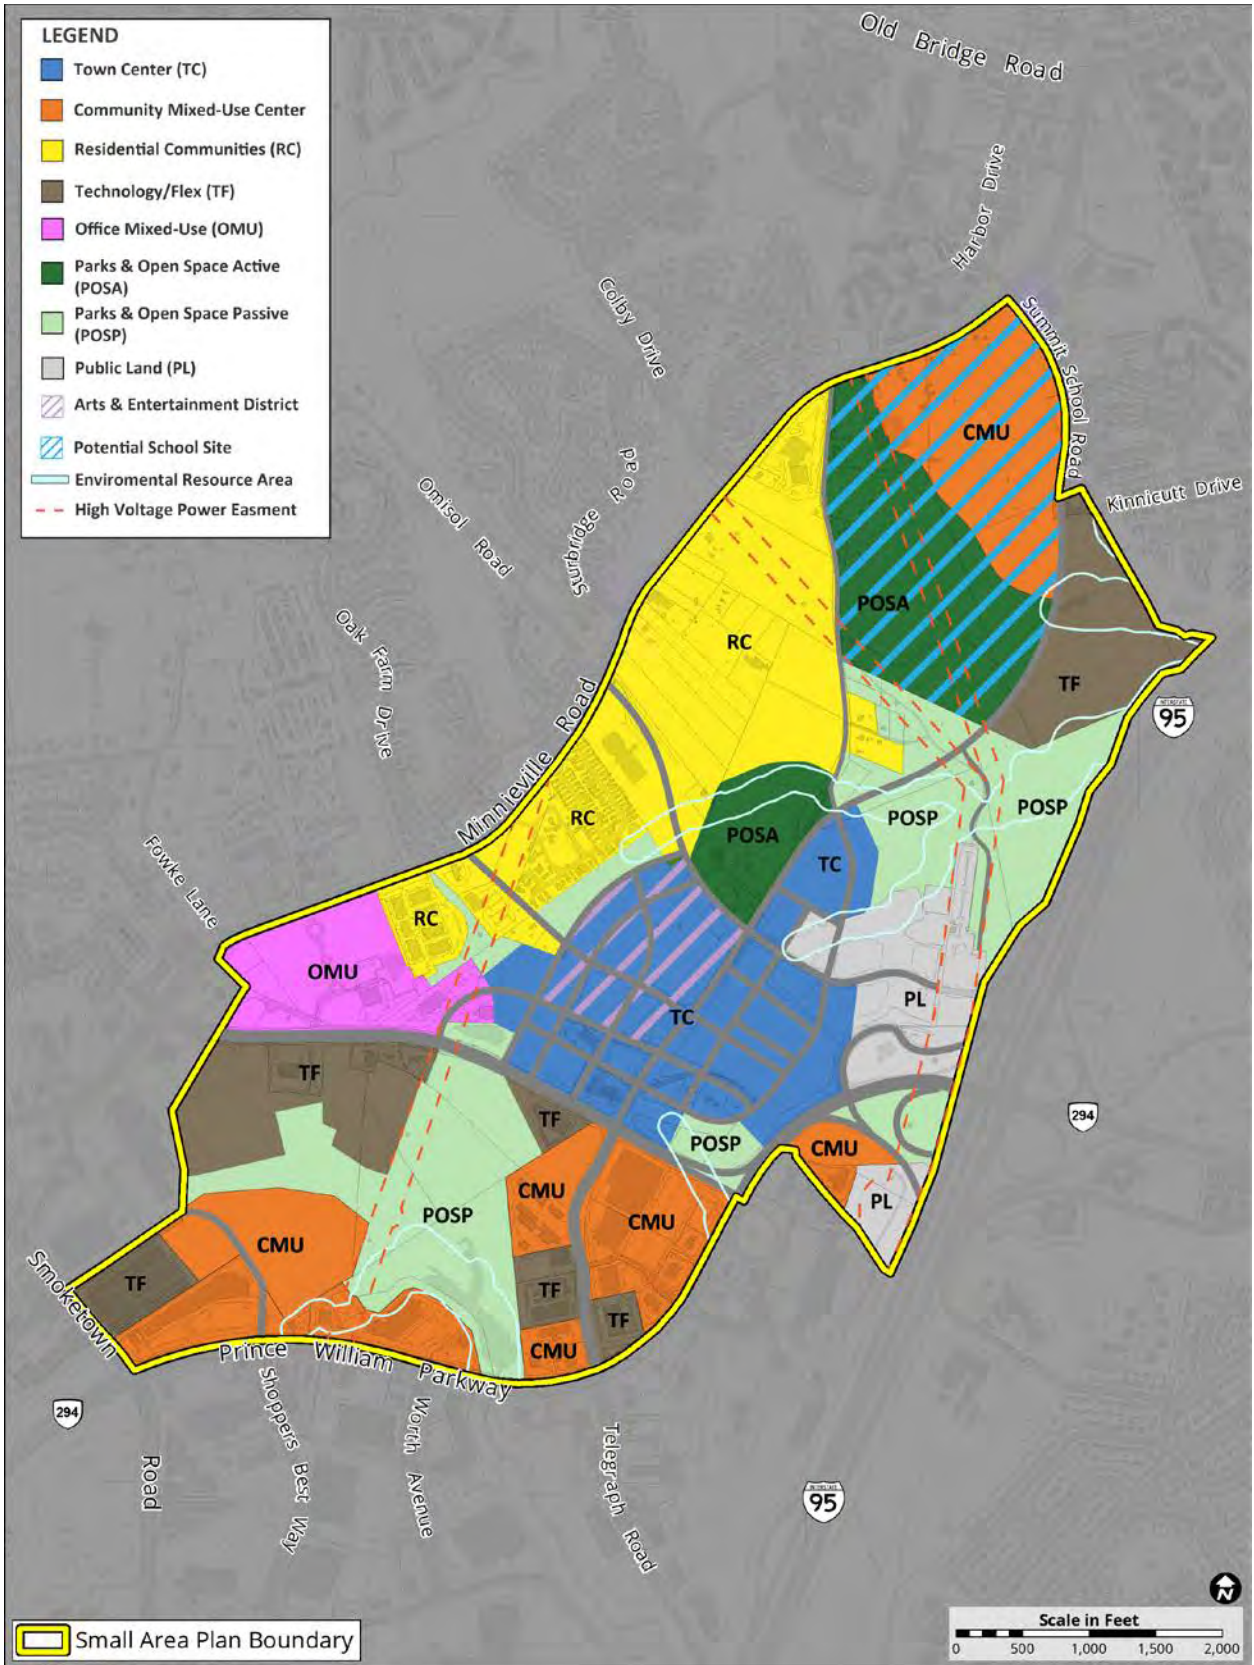 LEGEND
Town Center (TC)
Community Mixed-Use Center
Residential Communities (RC)
Technology/Flex (TF)
Office Mixed-Use (OMU)
Parks & Open Space Active
(POSA)
Parks & Open Space Passive
(POSP)
Public Land (PL)
Arts & Entertainment District
Potential School Site
Enviromental Resource Area
High Voltage Power Easment
Old Bridge Road
Harbor Drive
Summit School Road
Colby Drive
CMU
Kinnicutt Drive
Omisol Road
Sturbridge Road
POSA
Oak Farm Drive
RC
TF
INTERSTATE
95
Minnieville Road
POSP
POSP
RC
POSA
TC
Fowke Lane
RC
OMU
PL
TC
TF
TF
294
POSP
CMU
CMU
PL
POSP
CMU
CMU
TF
TF
TF
Smoketown
Road
CMU
Prince William Parkway
294
Shoppers Best Way
Worth Avenue
Telegraph Road
INTERSTATE
95
N
Small Area Plan Boundary
Scale in Feet
0 500 1,000 1,500 2,000